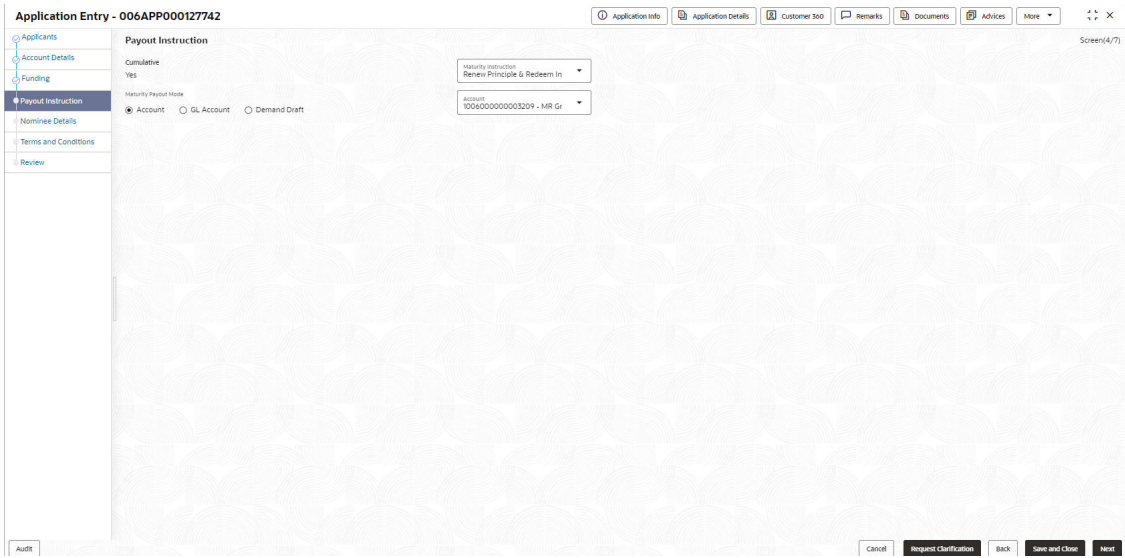 Application Entry - 006APP000127742
Application Info
Application Details
Customer 360
Remarks
Documents
Advices
More
Applicants
Account Details
Funding
Payout Instruction
Nominee Details
Terms and Conditions
Review
Payout Instruction
Screen(4/7)
Cumulative
Yes
Maturity Instruction
Renew Principle & Redeem In
Maturity Payout Mode
Account
GL Account
Demand Draft
Account
1006000000003209 - MR Gr
Audit
Cancel
Request Clarification
Back
Save and Close
Next